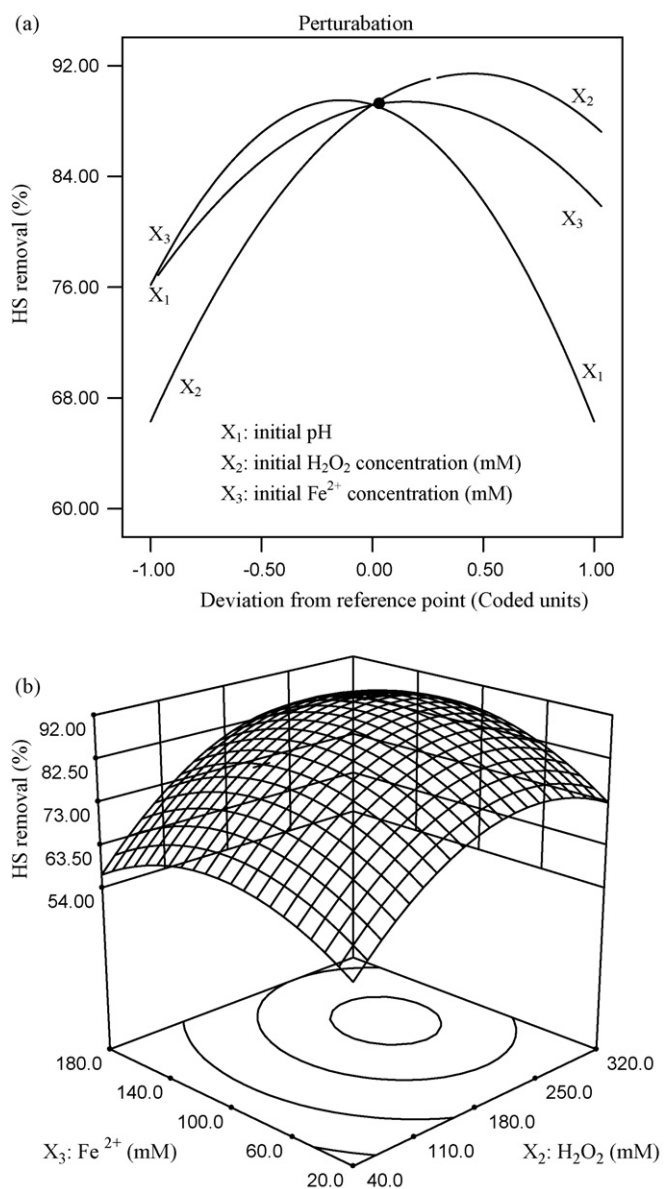 (a)
Perturabation
92.00
84.00
76.00
68.00
60.00
HS removal (%)
X₃
X₁
X₂
X₂
X₃
X₁
X₁: initial pH
X₂: initial H₂O₂ concentration (mM)
X₃: initial Fe²⁺ concentration (mM)
-1.00 -0.50 0.00 0.50 1.00
Deviation from reference point (Coded units)
(b)
92.00
82.50
73.00
63.50
54.00
HS removal (%)
180.0
140.0
100.0
60.0
20.0
X₃: Fe ²⁺ (mM)
320.0
250.0
180.0
110.0
40.0
X₂: H₂O₂ (mM)